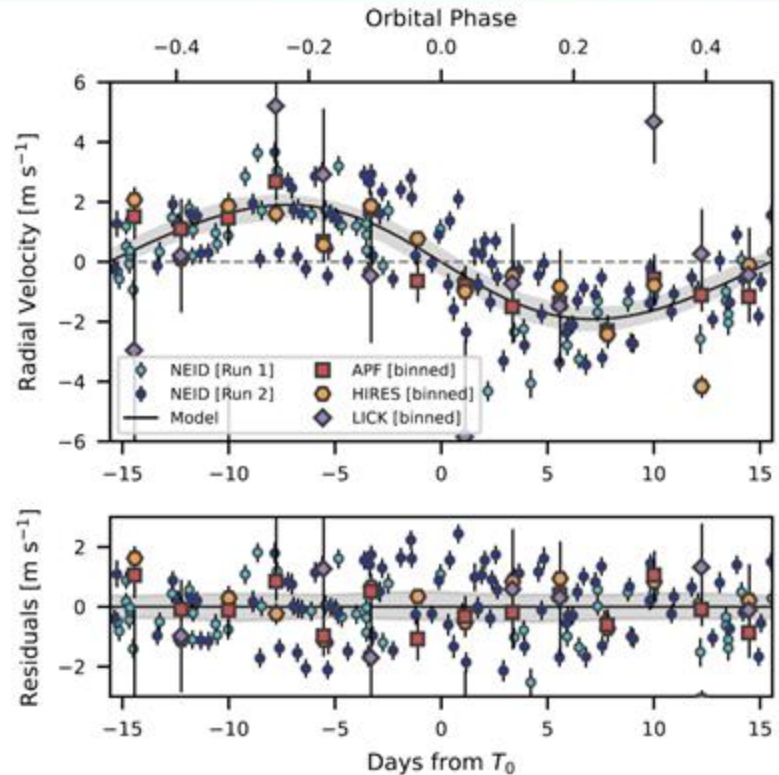 Orbital Phase
−0.4 −0.2 0.0 0.2 0.4
Radial Velocity [m s⁻¹]
6
4
2
0
−2
−4
−6
NEID [Run 1] APF [binned]
NEID [Run 2] HIRES [binned]
Model LICK [binned]
−15 −10 −5 0 5 10 15
Residuals [m s⁻¹]
2
0
−2
−15 −10 −5 0 5 10 15
Days from T₀